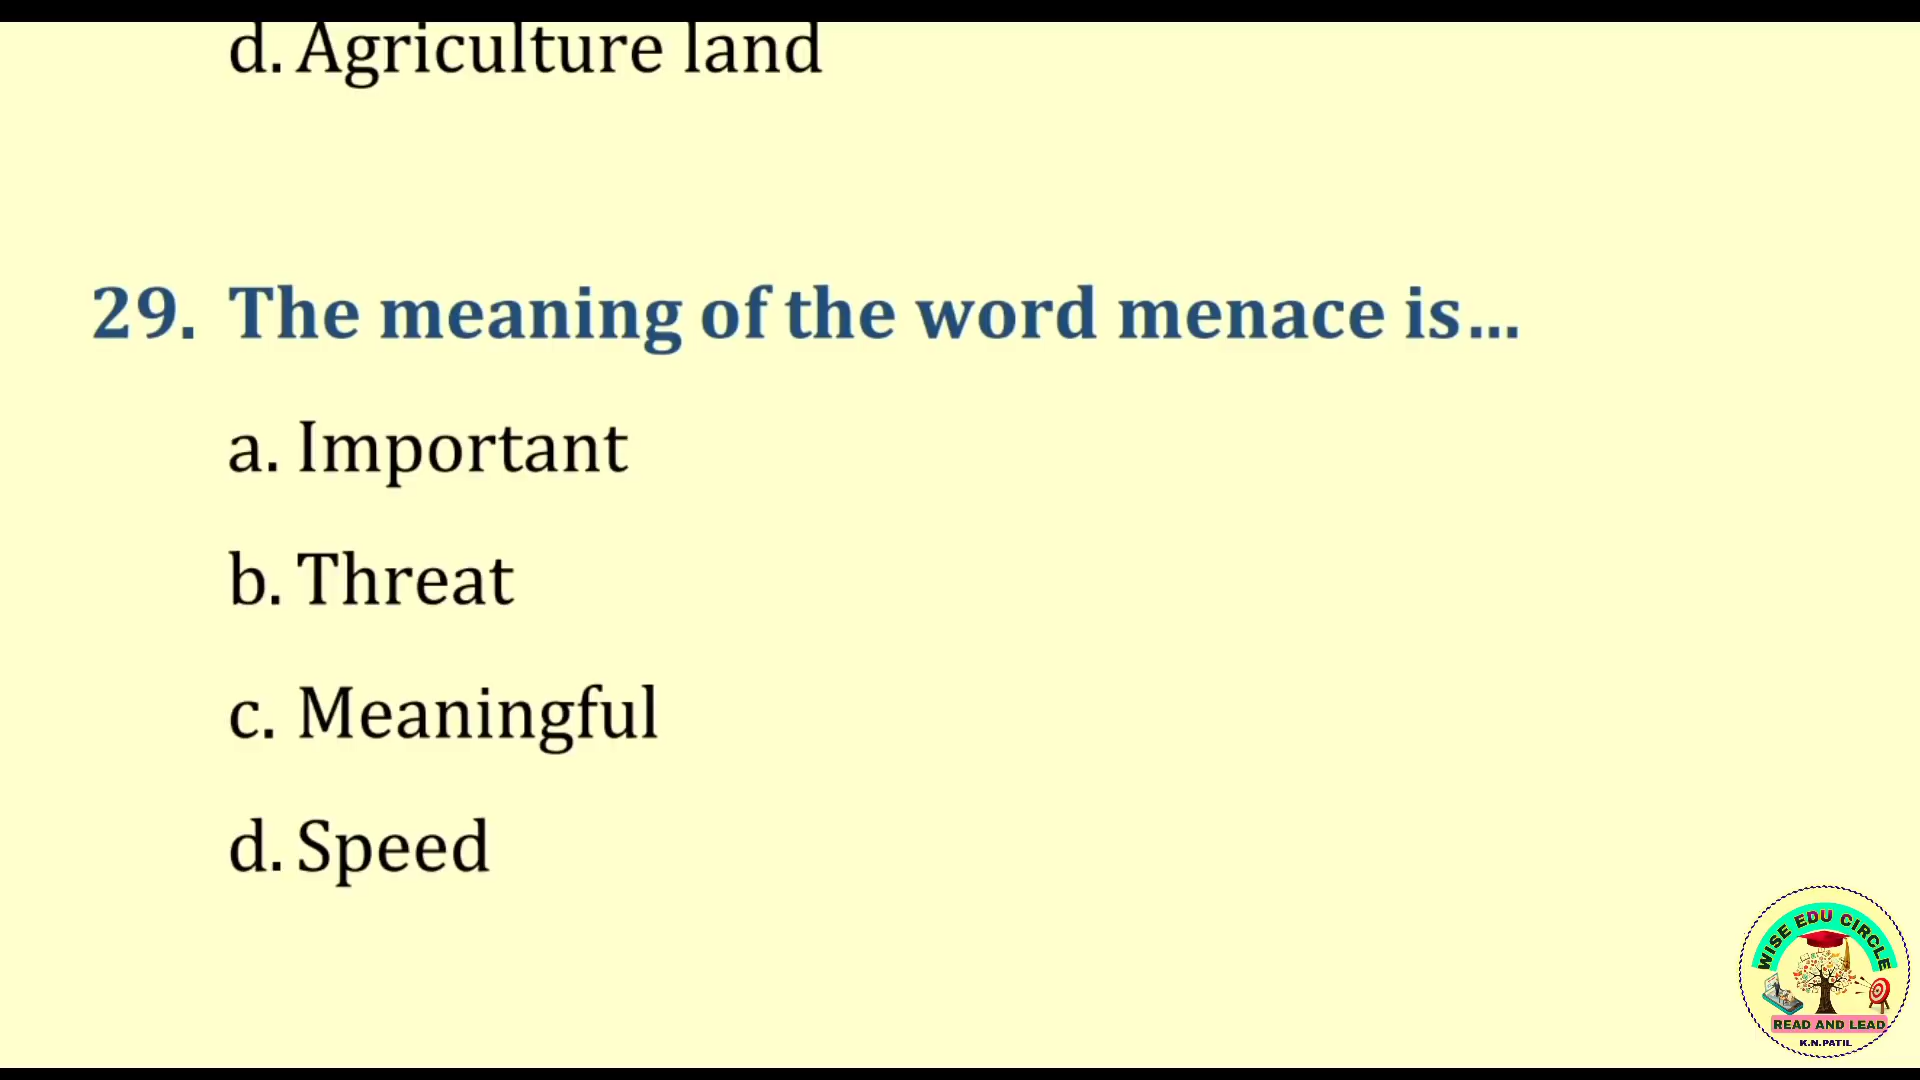 d. Agriculture land
29. The meaning of the word menace is...
a. Important
b. Threat
c. Meaningful
d. Speed
WISE EDU CIRCLE
READ AND LEAD
K.N.PATIL